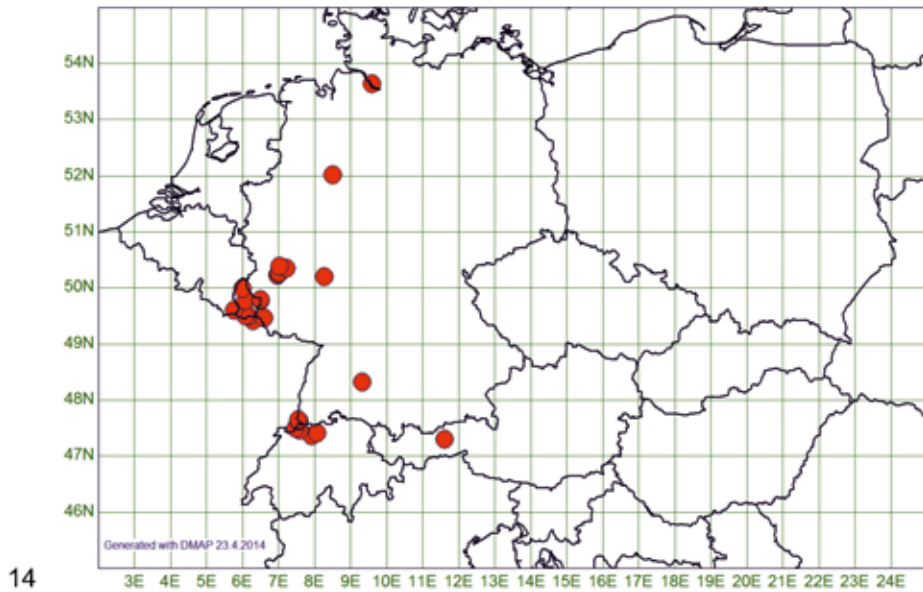 54N
53N
52N
51N
50N
49N
48N
47N
46N
Generated with DMAP 23.4.2014
14
3E 4E 5E 6E 7E 8E 9E 10E 11E 12E 13E 14E 15E 16E 17E 18E 19E 20E 21E 22E 23E 24E